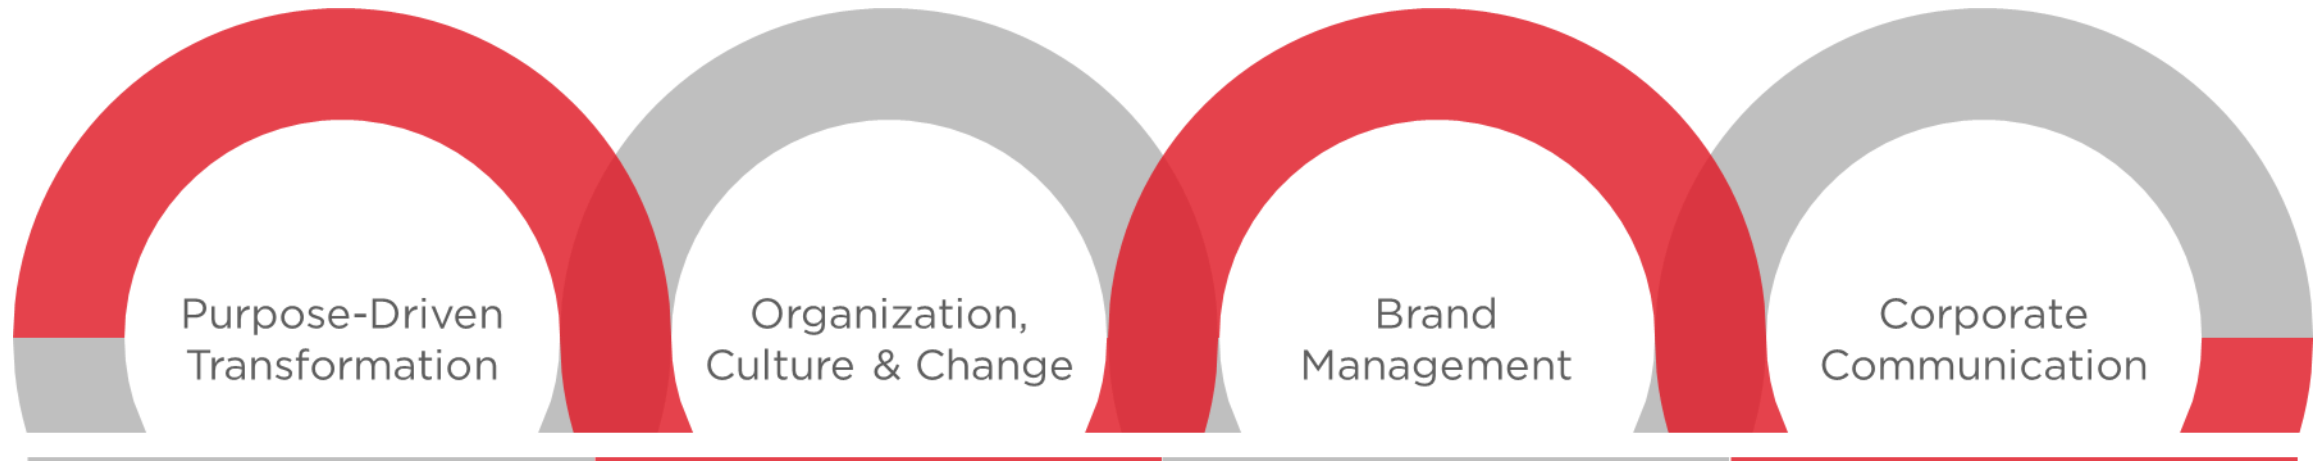 Purpose-Driven
Transformation
Organization,
Culture & Change
Brand
Management
Corporate
Communication